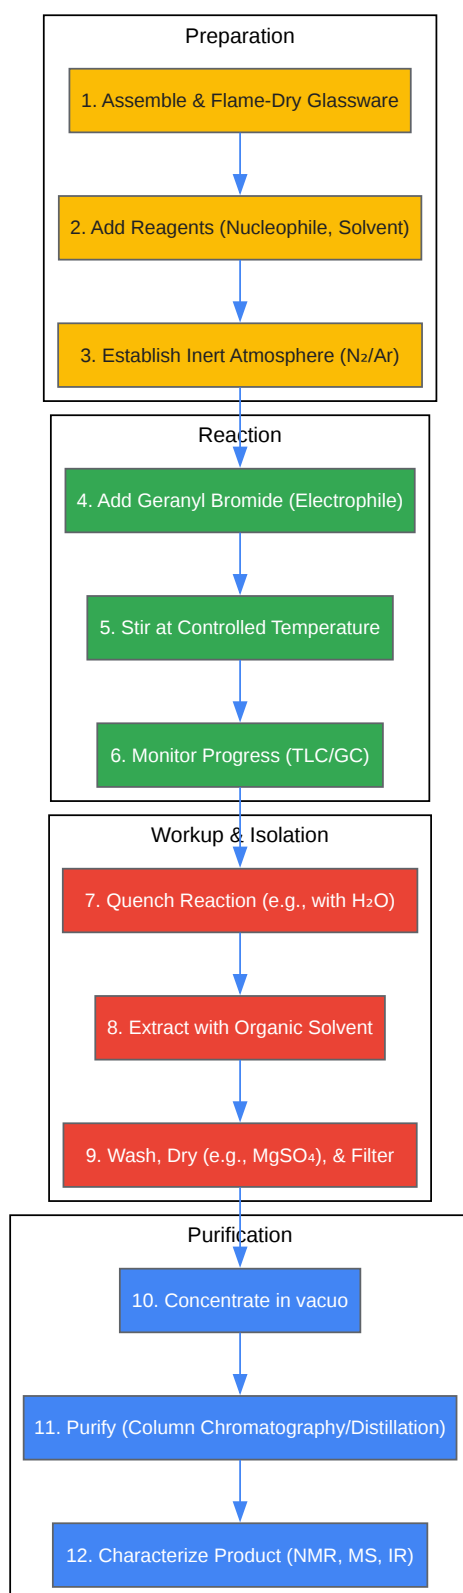 Preparation
1. Assemble & Flame-Dry Glassware
2. Add Reagents (Nucleophile, Solvent)
3. Establish Inert Atmosphere (N₂/Ar)
Reaction
4. Add Geranyl Bromide (Electrophile)
5. Stir at Controlled Temperature
6. Monitor Progress (TLC/GC)
Workup & Isolation
7. Quench Reaction (e.g., with H₂O)
8. Extract with Organic Solvent
9. Wash, Dry (e.g., MgSO₄), & Filter
Purification
10. Concentrate in vacuo
11. Purify (Column Chromatography/Distillation)
12. Characterize Product (NMR, MS, IR)